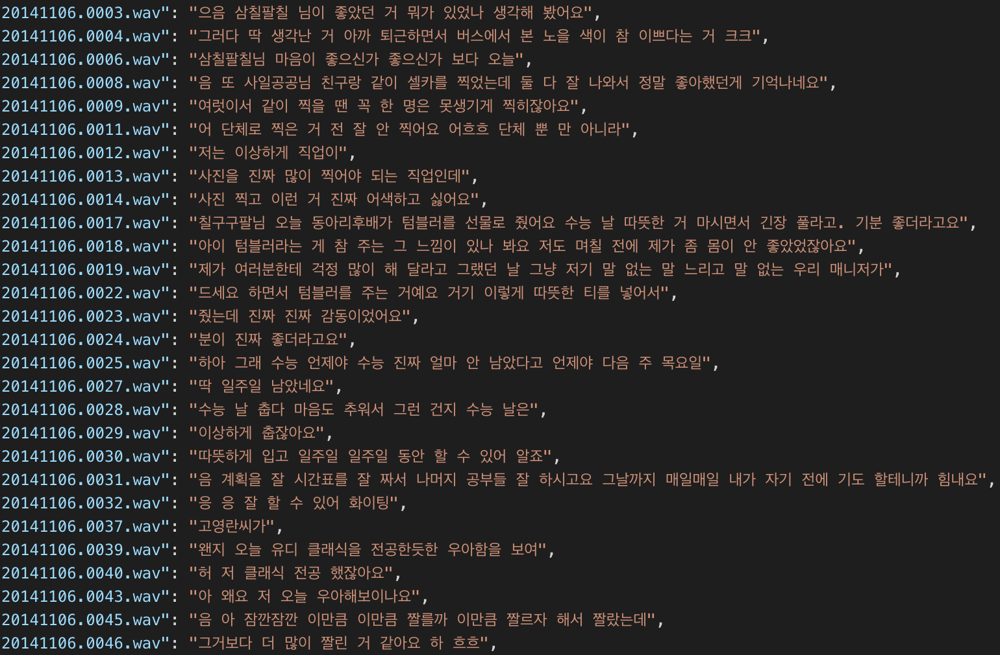 20141106.0003.wav": "으음 삼칠팔칠 님이 좋았던 거 뭐가 있었나 생각해 봤어요",
20141106.0004.wav": "그러다 딱 생각난 거 아까 퇴근하면서 버스에서 본 노을 색이 참 이쁘다는 거 크크",
20141106.0006.wav": "삼칠팔칠님 마음이 좋으신가 좋으신가 보다 오늘",
20141106.0008.wav": "음 또 사일공공님 친구랑 같이 셀카를 찍었는데 둘 다 잘 나와서 정말 좋아했던게 기억나네요",
20141106.0009.wav": "여럿이서 같이 찍을 땐 꼭 한 명은 못생기게 찍히잖아요",
20141106.0011.wav": "어 단체로 찍은 거 전 잘 안 찍어요 어흐흐 단체 뿐 만 아니라",
20141106.0012.wav": "저는 이상하게 직업이",
20141106.0013.wav": "사진을 진짜 많이 찍어야 되는 직업인데",
20141106.0014.wav": "사진 찍고 이런 거 진짜 어색하고 싫어요",
20141106.0017.wav": "칠구구팔님 오늘 동아리후배가 텀블러를 선물로 줬어요 수능 날 따뜻한 거 마시면서 긴장 풀라고. 기분 좋더라고요",
20141106.0018.wav": "아이 텀블러라는 게 참 주는 그 느낌이 있나 봐요 저도 며칠 전에 제가 좀 몸이 안 좋았었잖아요",
20141106.0019.wav": "제가 여러분한테 걱정 많이 해 달라고 그랬던 날 그냥 저기 말 없는 말 느리고 말 없는 우리 매니저가",
20141106.0022.wav": "드세요 하면서 텀블러를 주는 거예요 거기 이렇게 따뜻한 티를 넣어서",
20141106.0023.wav": "줬는데 진짜 진짜 감동이었어요",
20141106.0024.wav": "분이 진짜 좋더라고요",
20141106.0025.wav": "하아 그래 수능 언제야 수능 진짜 얼마 안 남았다고 언제야 다음 주 목요일",
20141106.0027.wav": "딱 일주일 남았네요",
20141106.0028.wav": "수능 날 춥다 마음도 추워서 그런 건지 수능 날은",
20141106.0029.wav": "이상하게 춥잖아요",
20141106.0030.wav": "따뜻하게 입고 일주일 일주일 동안 할 수 있어 알죠",
20141106.0031.wav": "음 계획을 잘 시간표를 잘 짜서 나머지 공부들 잘 하시고요 그날까지 매일매일 내가 자기 전에 기도 할테니까 힘내요",
20141106.0032.wav": "응 응 잘 할 수 있어 화이팅",
20141106.0037.wav": "고영란씨가",
20141106.0039.wav": "왠지 오늘 유디 클래식을 전공한듯한 우아함을 보여",
20141106.0040.wav": "허 저 클래식 전공 했잖아요",
20141106.0043.wav": "아 왜요 저 오늘 우아해보이나요",
20141106.0045.wav": "음 아 잠깐잠깐 이만큼 이만큼 짤를까 이만큼 짤르자 해서 짤랐는데",
20141106.0046.wav": "그거보다 더 많이 짤린 거 같아요 하 흐흐",